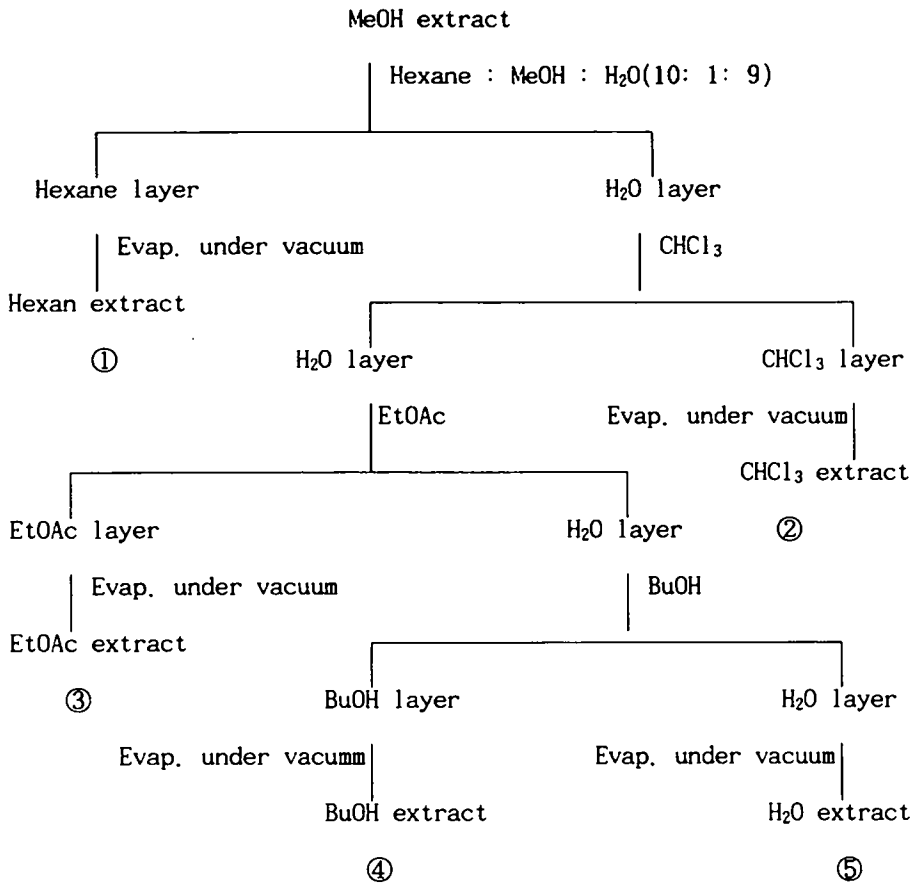 MeOH extract
Hexane : MeOH : H₂O(10: 1: 9)
Hexane layer
H₂O layer
Evap. under vacuum
CHCl₃
Hexan extract
①
H₂O layer
CHCl₃ layer
EtOAc
Evap. under vacuum
CHCl₃ extract
②
EtOAc layer
H₂O layer
Evap. under vacuum
BuOH
EtOAc extract
③
BuOH layer
H₂O layer
Evap. under vacumm
Evap. under vacuum
BuOH extract
H₂O extract
④
⑤